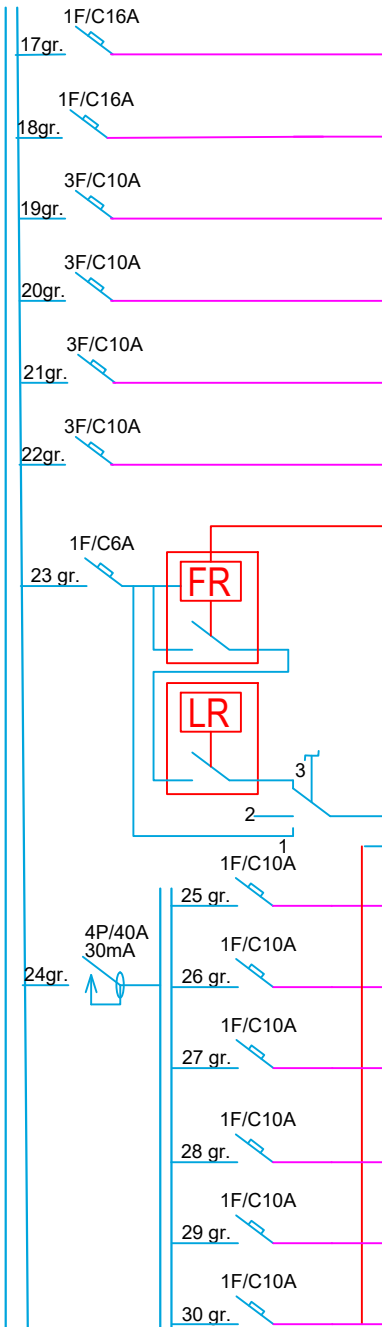 1F/C16A
17gr.
1F/C16A
18gr.
3F/C10A
19gr.
3F/C10A
20gr.
3F/C10A
21gr.
3F/C10A
22gr.
1F/C6A
23 gr.
FR
LR
3
2
1
1F/C10A
25 gr.
4P/40A
30mA
24gr.
1F/C10A
26 gr.
1F/C10A
27 gr.
1F/C10A
28 gr.
1F/C10A
29 gr.
1F/C10A
30 gr.